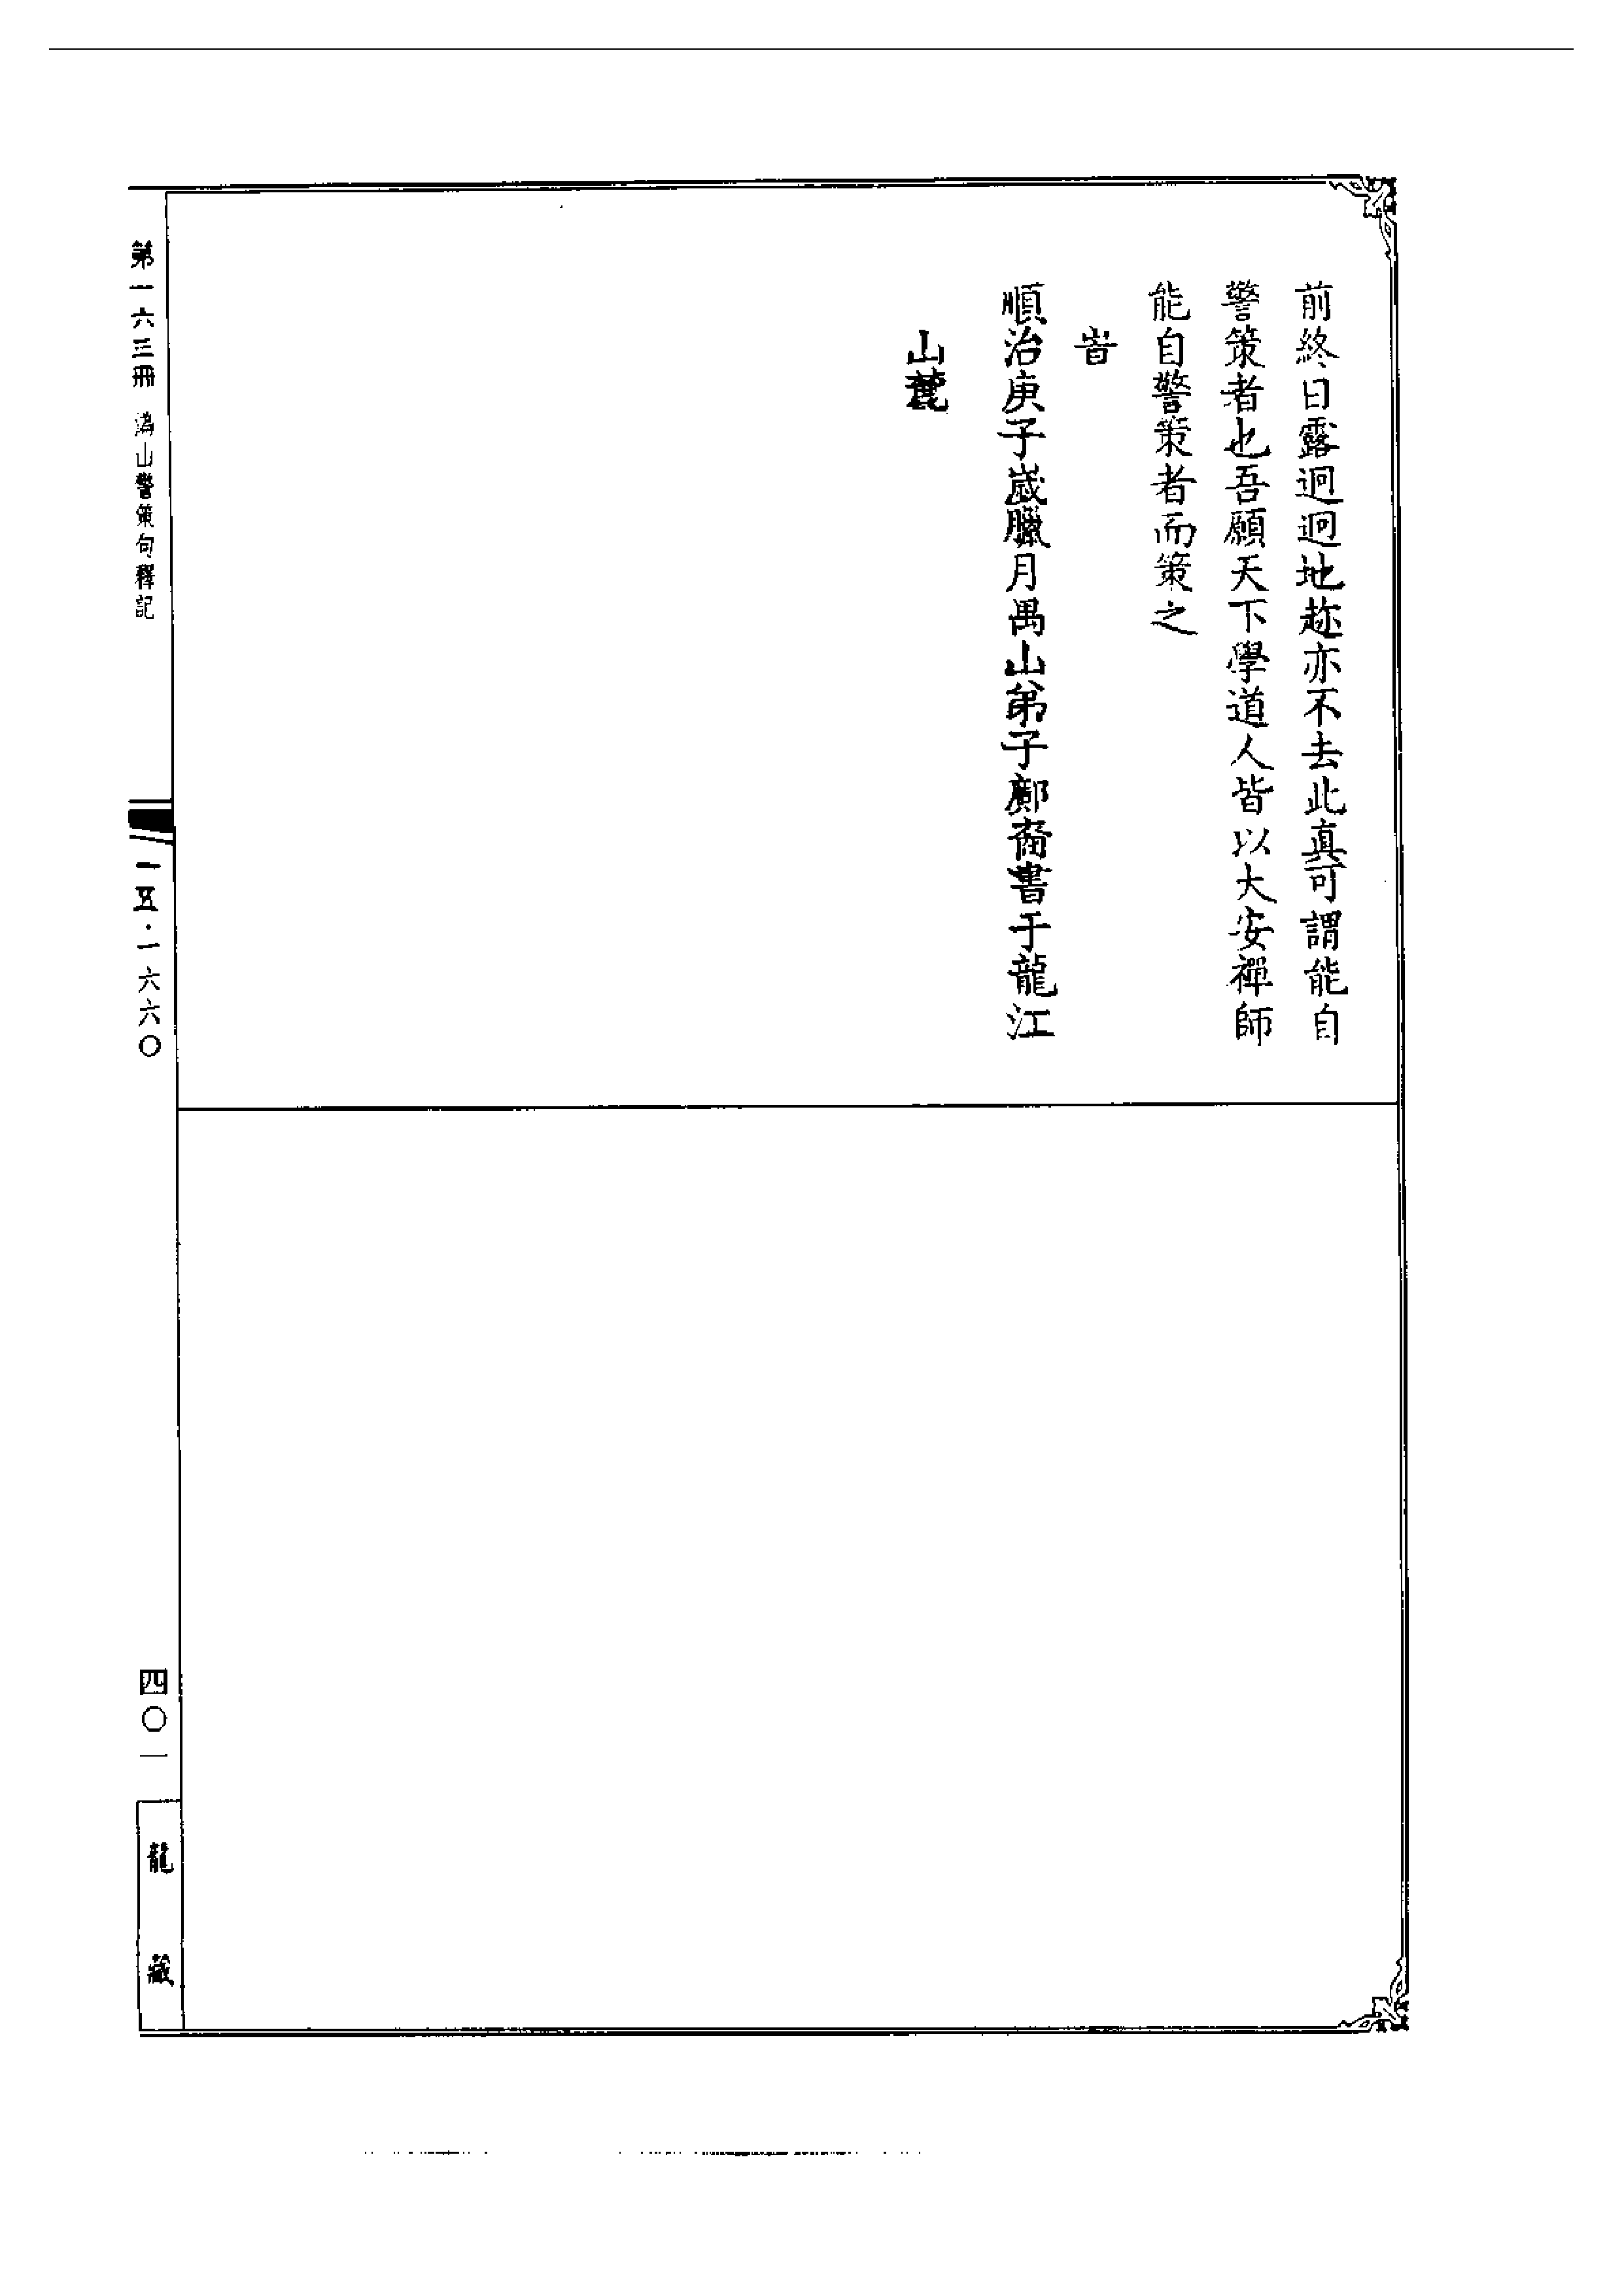 前終日露迥迥地趂亦不去此真可謂能自
警策者也吾願天下學道人皆以大安禪師
能自警策者而策之
旹
順治庚子歲臘月禺山弟子鄺裔書于龍江
山麓
第一六三冊 溈山警策句釋記
一五·一六六〇
四〇一
龍藏